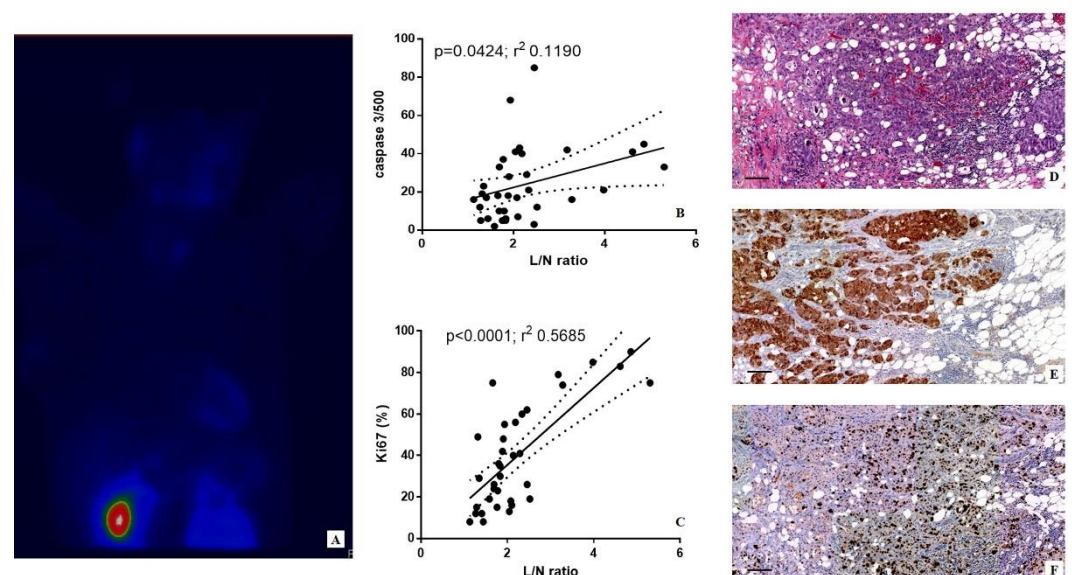 A
p=0.0424; r² 0.1190
caspase 3/500
100
80
60
40
20
0
0 2 4 6
L/N ratio
B
p<0.0001; r² 0.5685
Ki67 (%)
100
80
60
40
20
0
0 2 4 6
L/N ratio
C
D
E
F